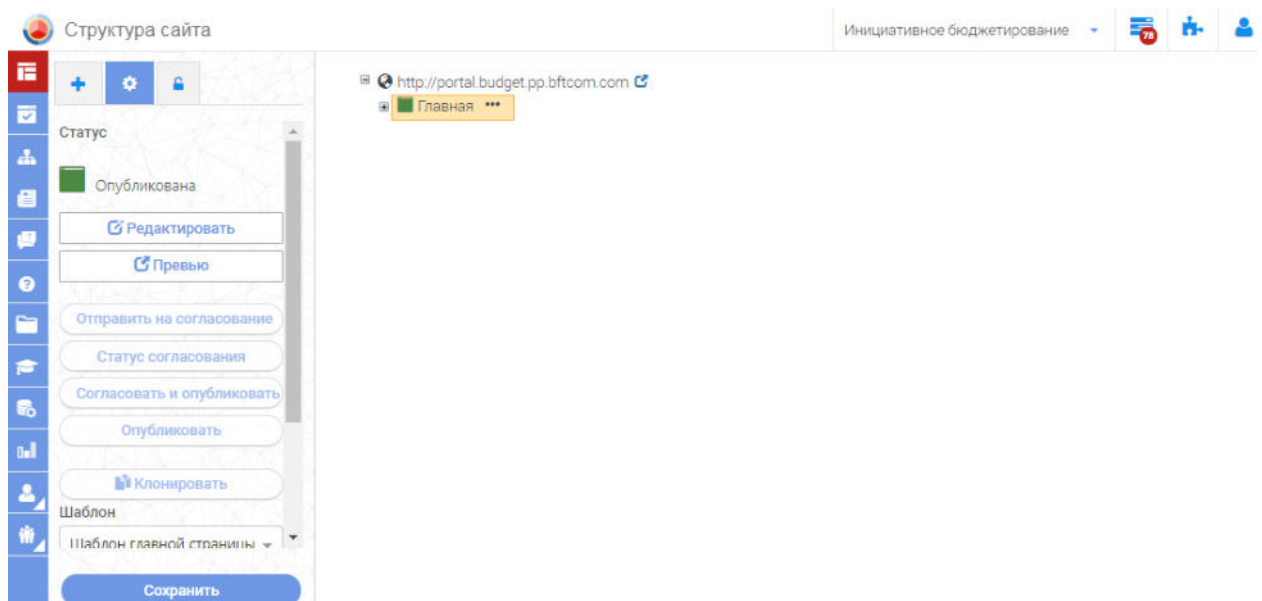 Структура сайта
Инициативное бюджетирование
78
http://portal.budget.pp.bftcom.com
Главная
Статус
Опубликована
Редактировать
Превью
Отправить на согласование
Статус согласования
Согласовать и опубликовать
Опубликовать
Клонировать
Шаблон
Шаблон главной страницы
Сохранить